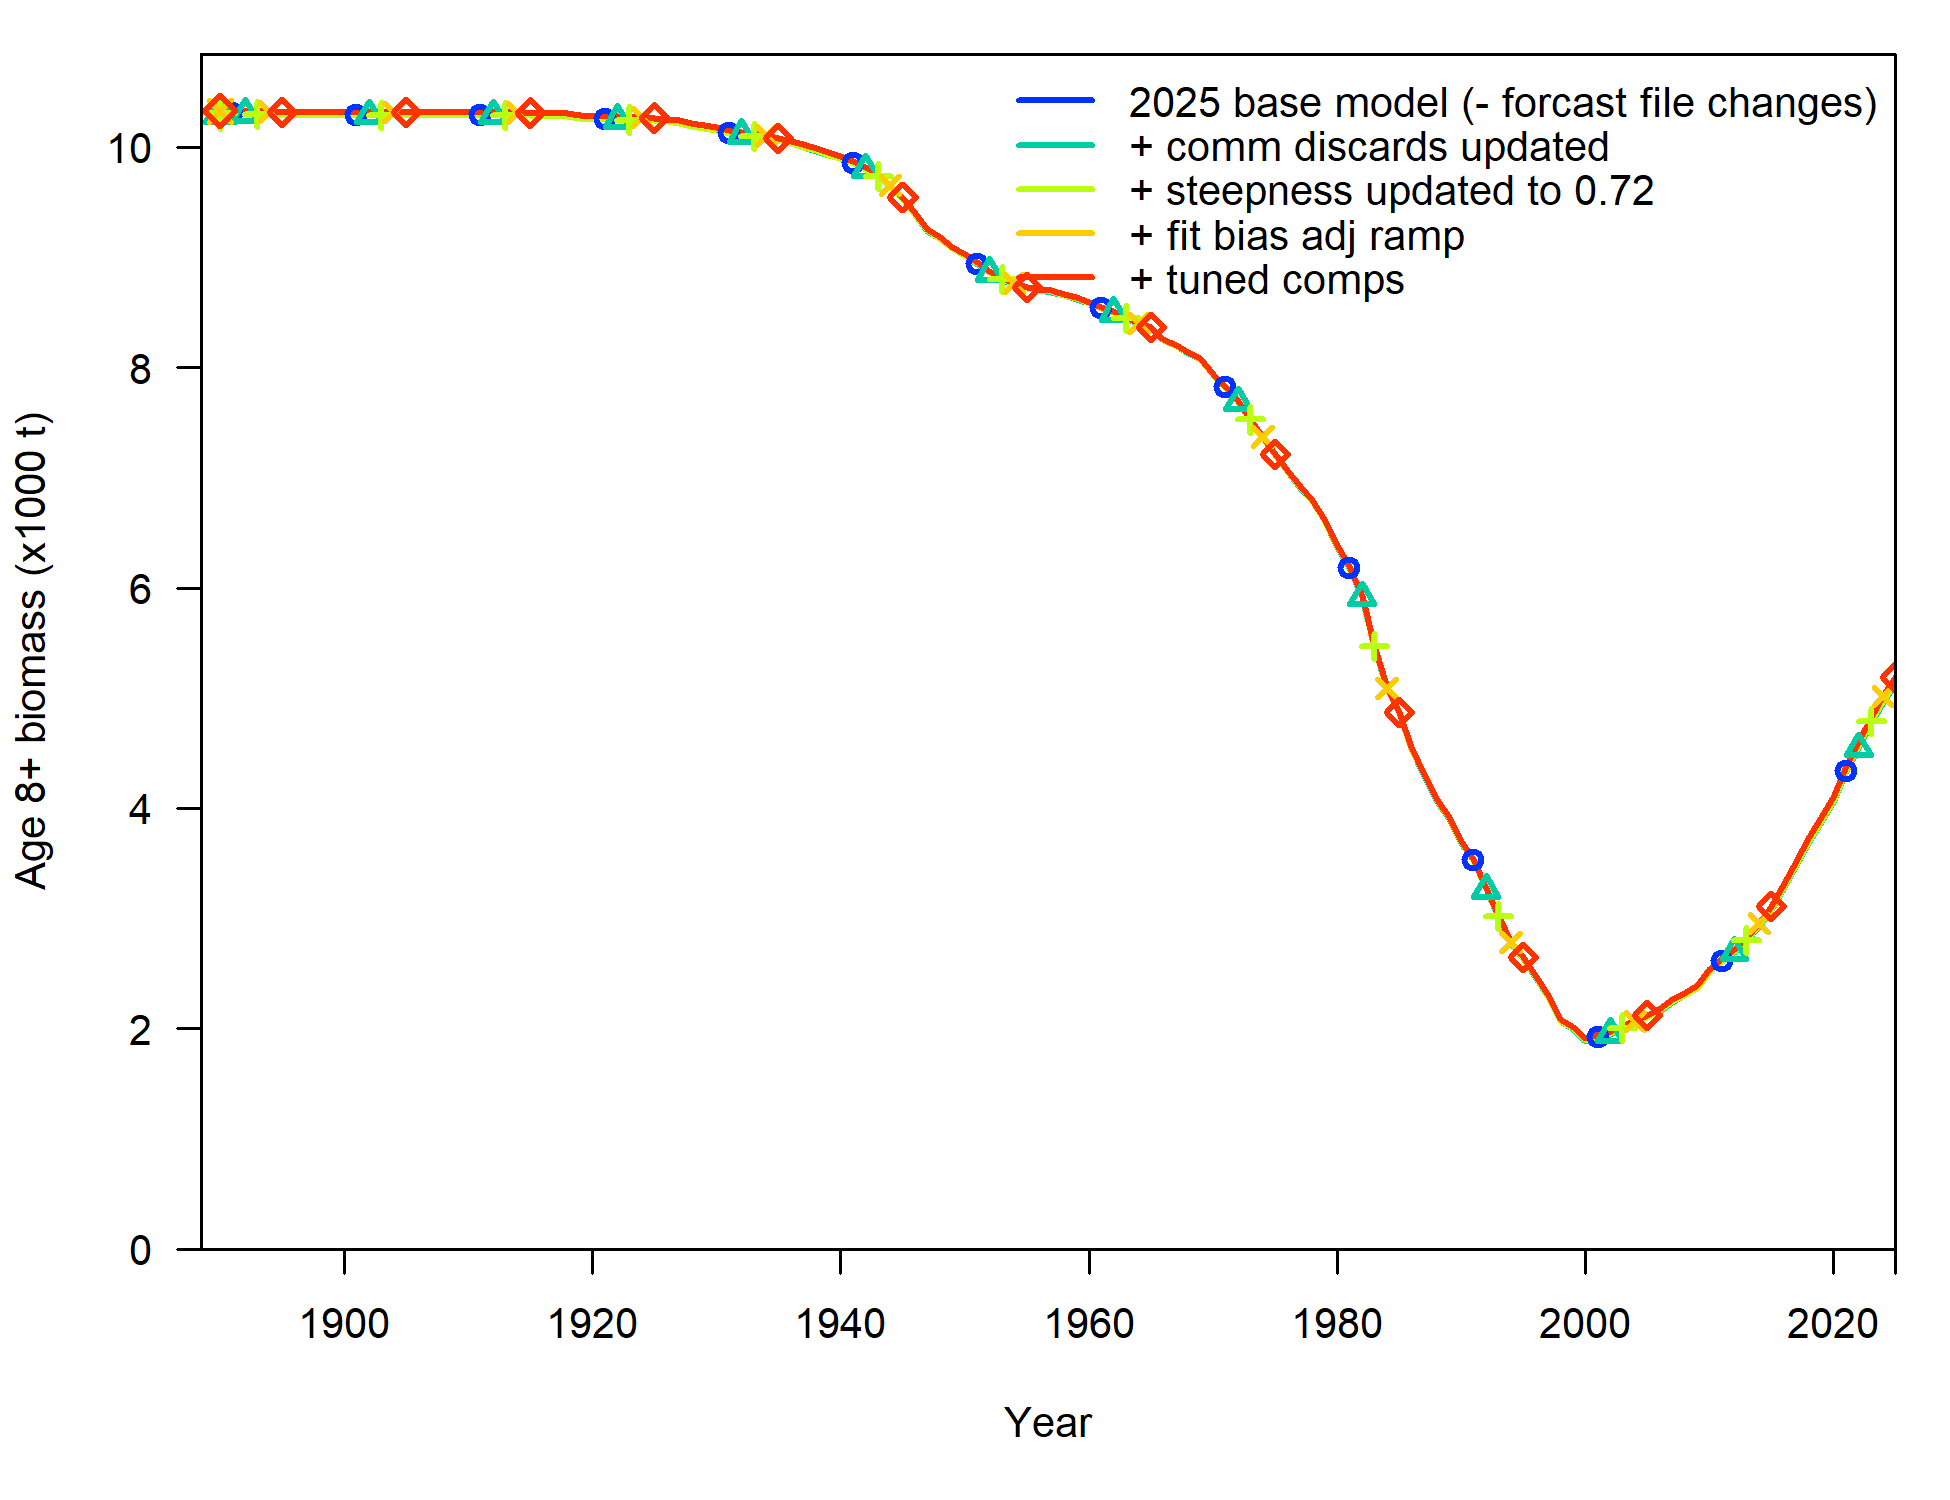 2025 base model (- forcast file changes)
+ comm discards updated
+ steepness updated to 0.72
+ fit bias adj ramp
+ tuned comps
Age 8+ biomass (x1000 t)
10
8
6
4
2
0
1900 1920 1940 1960 1980 2000 2020
Year